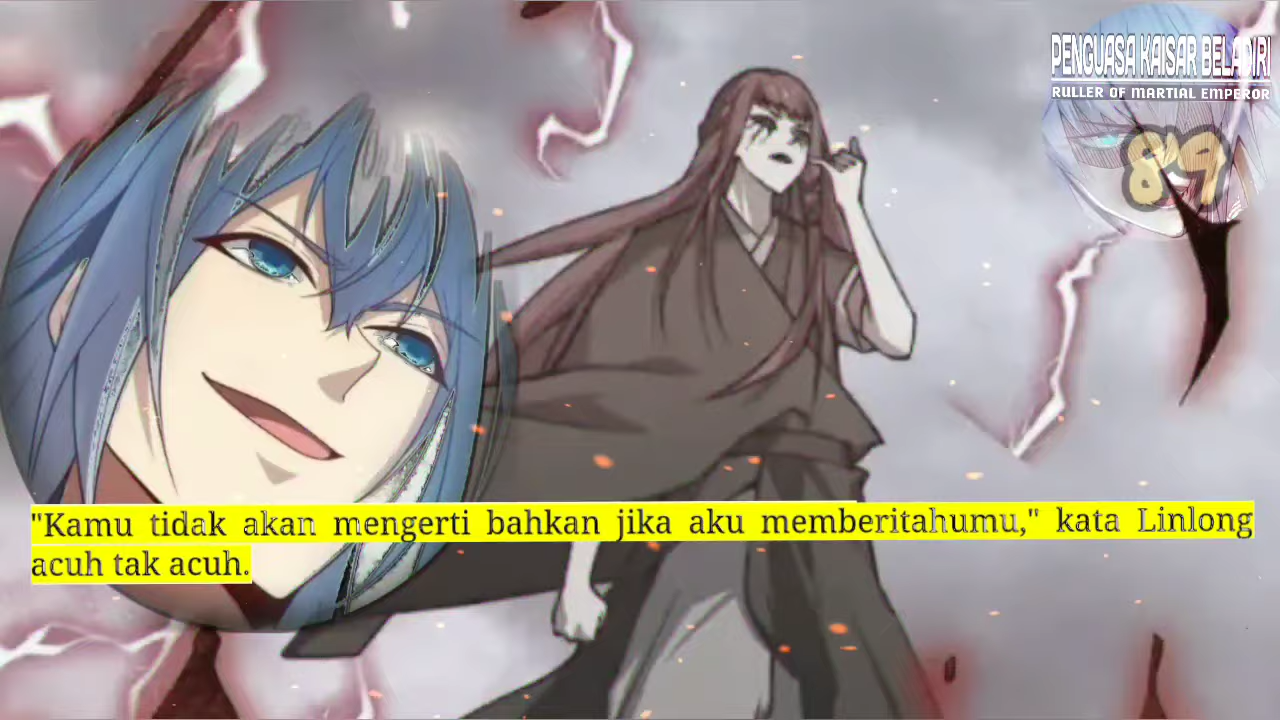 PENGUASA KAISAR BELADIRI
RULLER OF MARTIAL EMPEROR
89
"Kamu tidak akan mengerti bahkan jika aku memberitahumu," kata Linlong
acuh tak acuh.